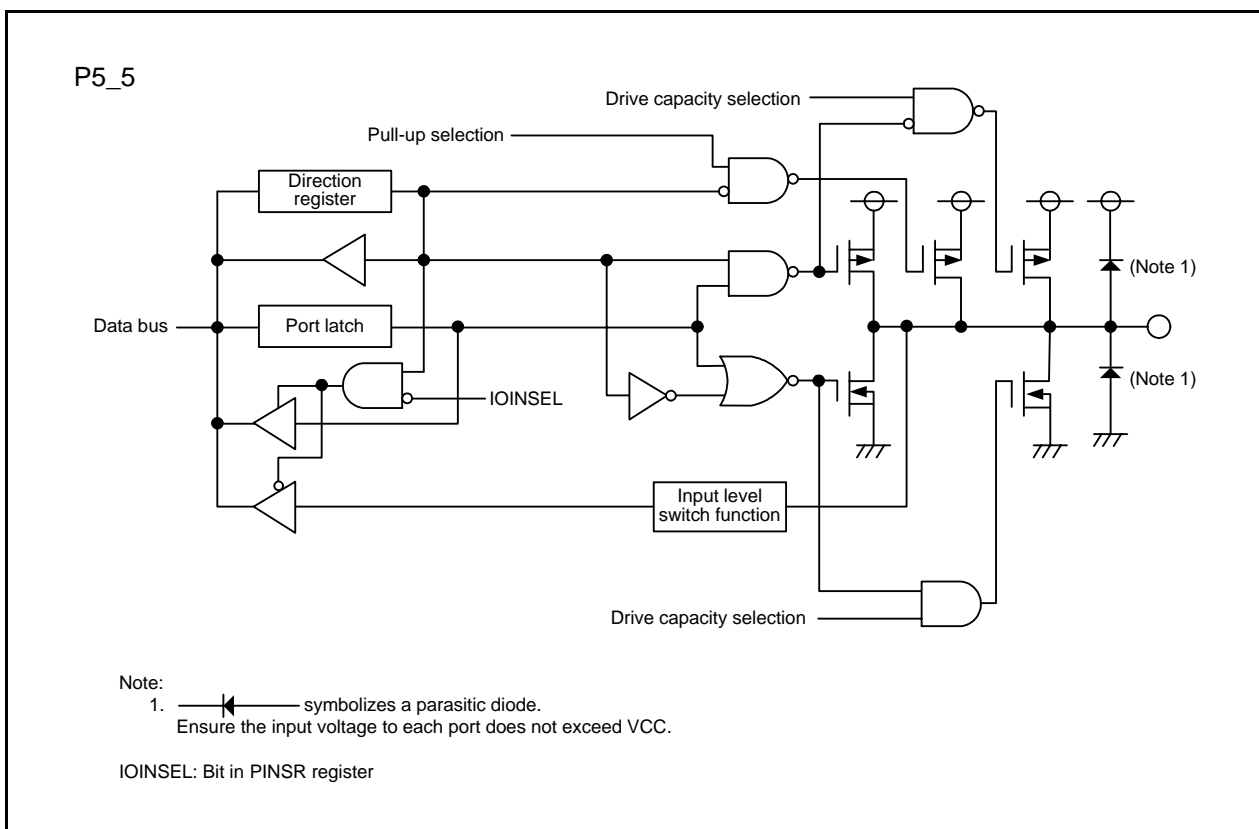 P5_5
Drive capacity selection
Pull-up selection
Direction
register
(Note 1)
Data bus
Port latch
(Note 1)
IOINSEL
Input level
switch function
Drive capacity selection
Note:
1. symbolizes a parasitic diode.
Ensure the input voltage to each port does not exceed VCC.
IOINSEL: Bit in PINSR register